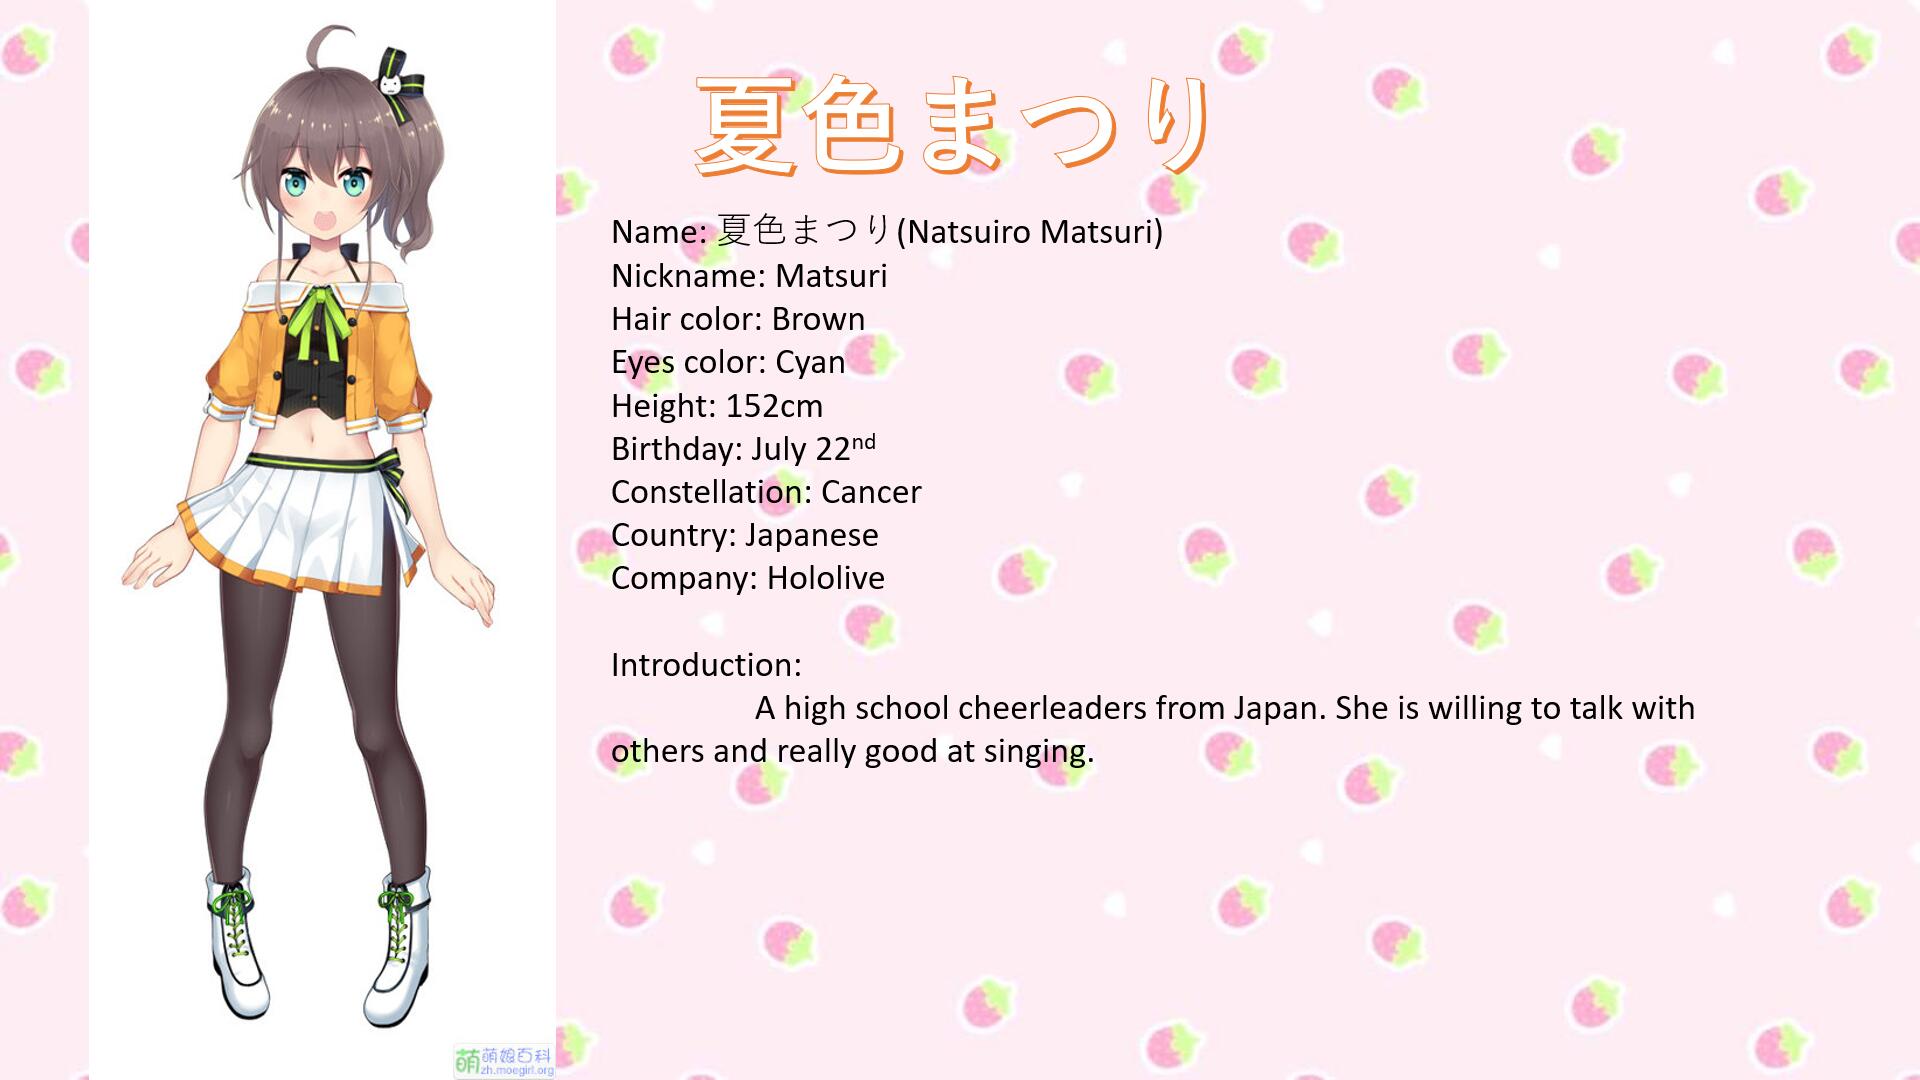 夏色まつり
Name: 夏色まつり(Natsuiro Matsuri)
Nickname: Matsuri
Hair color: Brown
Eyes color: Cyan
Height: 152cm
Birthday: July 22nd
Constellation: Cancer
Country: Japanese
Company: Hololive
Introduction:
A high school cheerleaders from Japan. She is willing to talk with
others and really good at singing.
萌 萌娘百科
zh.moegirl.org